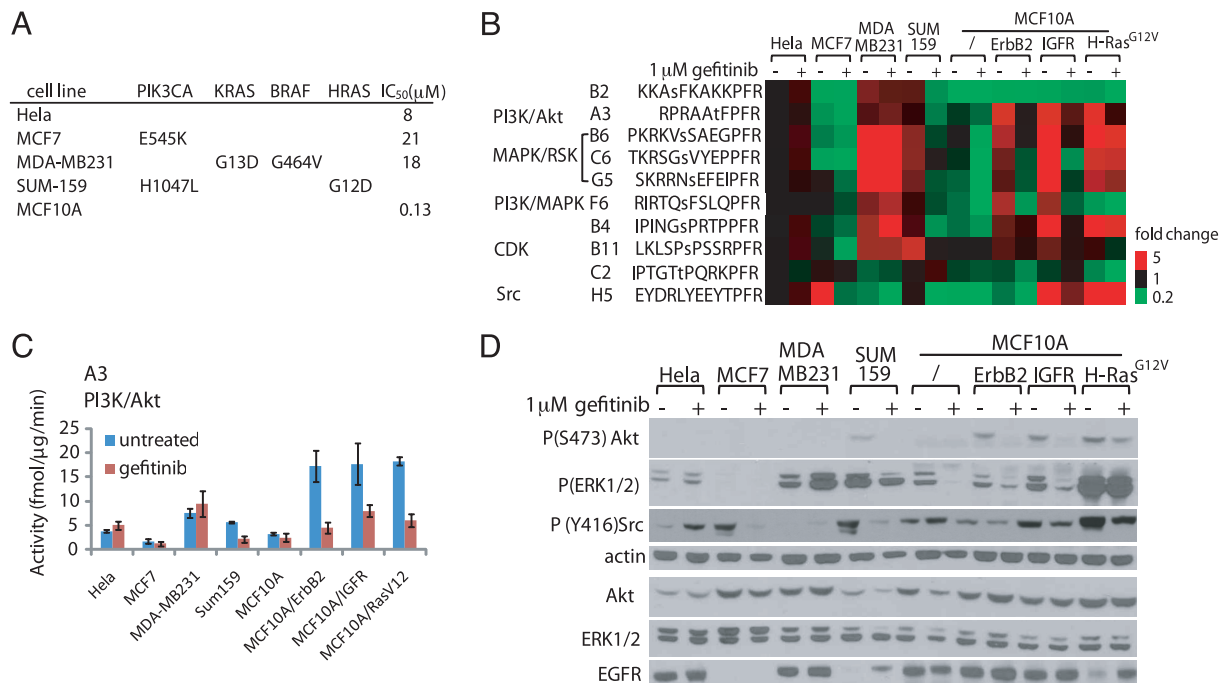 A
cell line PIK3CA KRAS BRAF HRAS IC50(μM)
Hela 8
MCF7 E545K 21
MDA-MB231 G13D G464V 18
SUM-159 H1047L G12D
MCF10A 0.13
B
MCF10A
Hela MCF7 MDA MB231 SUM 159 / ErbB2 IGFR H-RasG12V
1 μM gefitinib - + - + - + - + - + - + - + - +
B2 KKAsFKAKKPFR
PI3K/Akt A3 RPRAAtFPFR
B6 PKRKVsSAEGPFR
MAPK/RSK C6 TKRSGsVYEPPFR
G5 SKRRNsEFEIPFR
PI3K/MAPK F6 RIRTQsFSLQPFR
B4 IPINGsPRTPPFR
CDK B11 LKLSPsPSSRPFR
C2 IPTGTtPQRKPFR
Src H5 EYDRLYEEYTPFR
fold change
5
1
0.2
C
A3
PI3K/Akt
untreated
gefitinib
Activity (fmol/μg/min)
25
20
15
10
5
0
Hela
MCF7
MDA-MB231
Sum159
MCF10A
MCF10A/ErbB2
MCF10A/IGFR
MCF10A/RasV12
D
MCF10A
Hela MCF7 MDA MB231 SUM 159 / ErbB2 IGFR H-RasG12V
1 μM gefitinib - + - + - + - + - + - + - + - +
P(S473) Akt
P(ERK1/2)
P (Y416)Src
actin
Akt
ERK1/2
EGFR